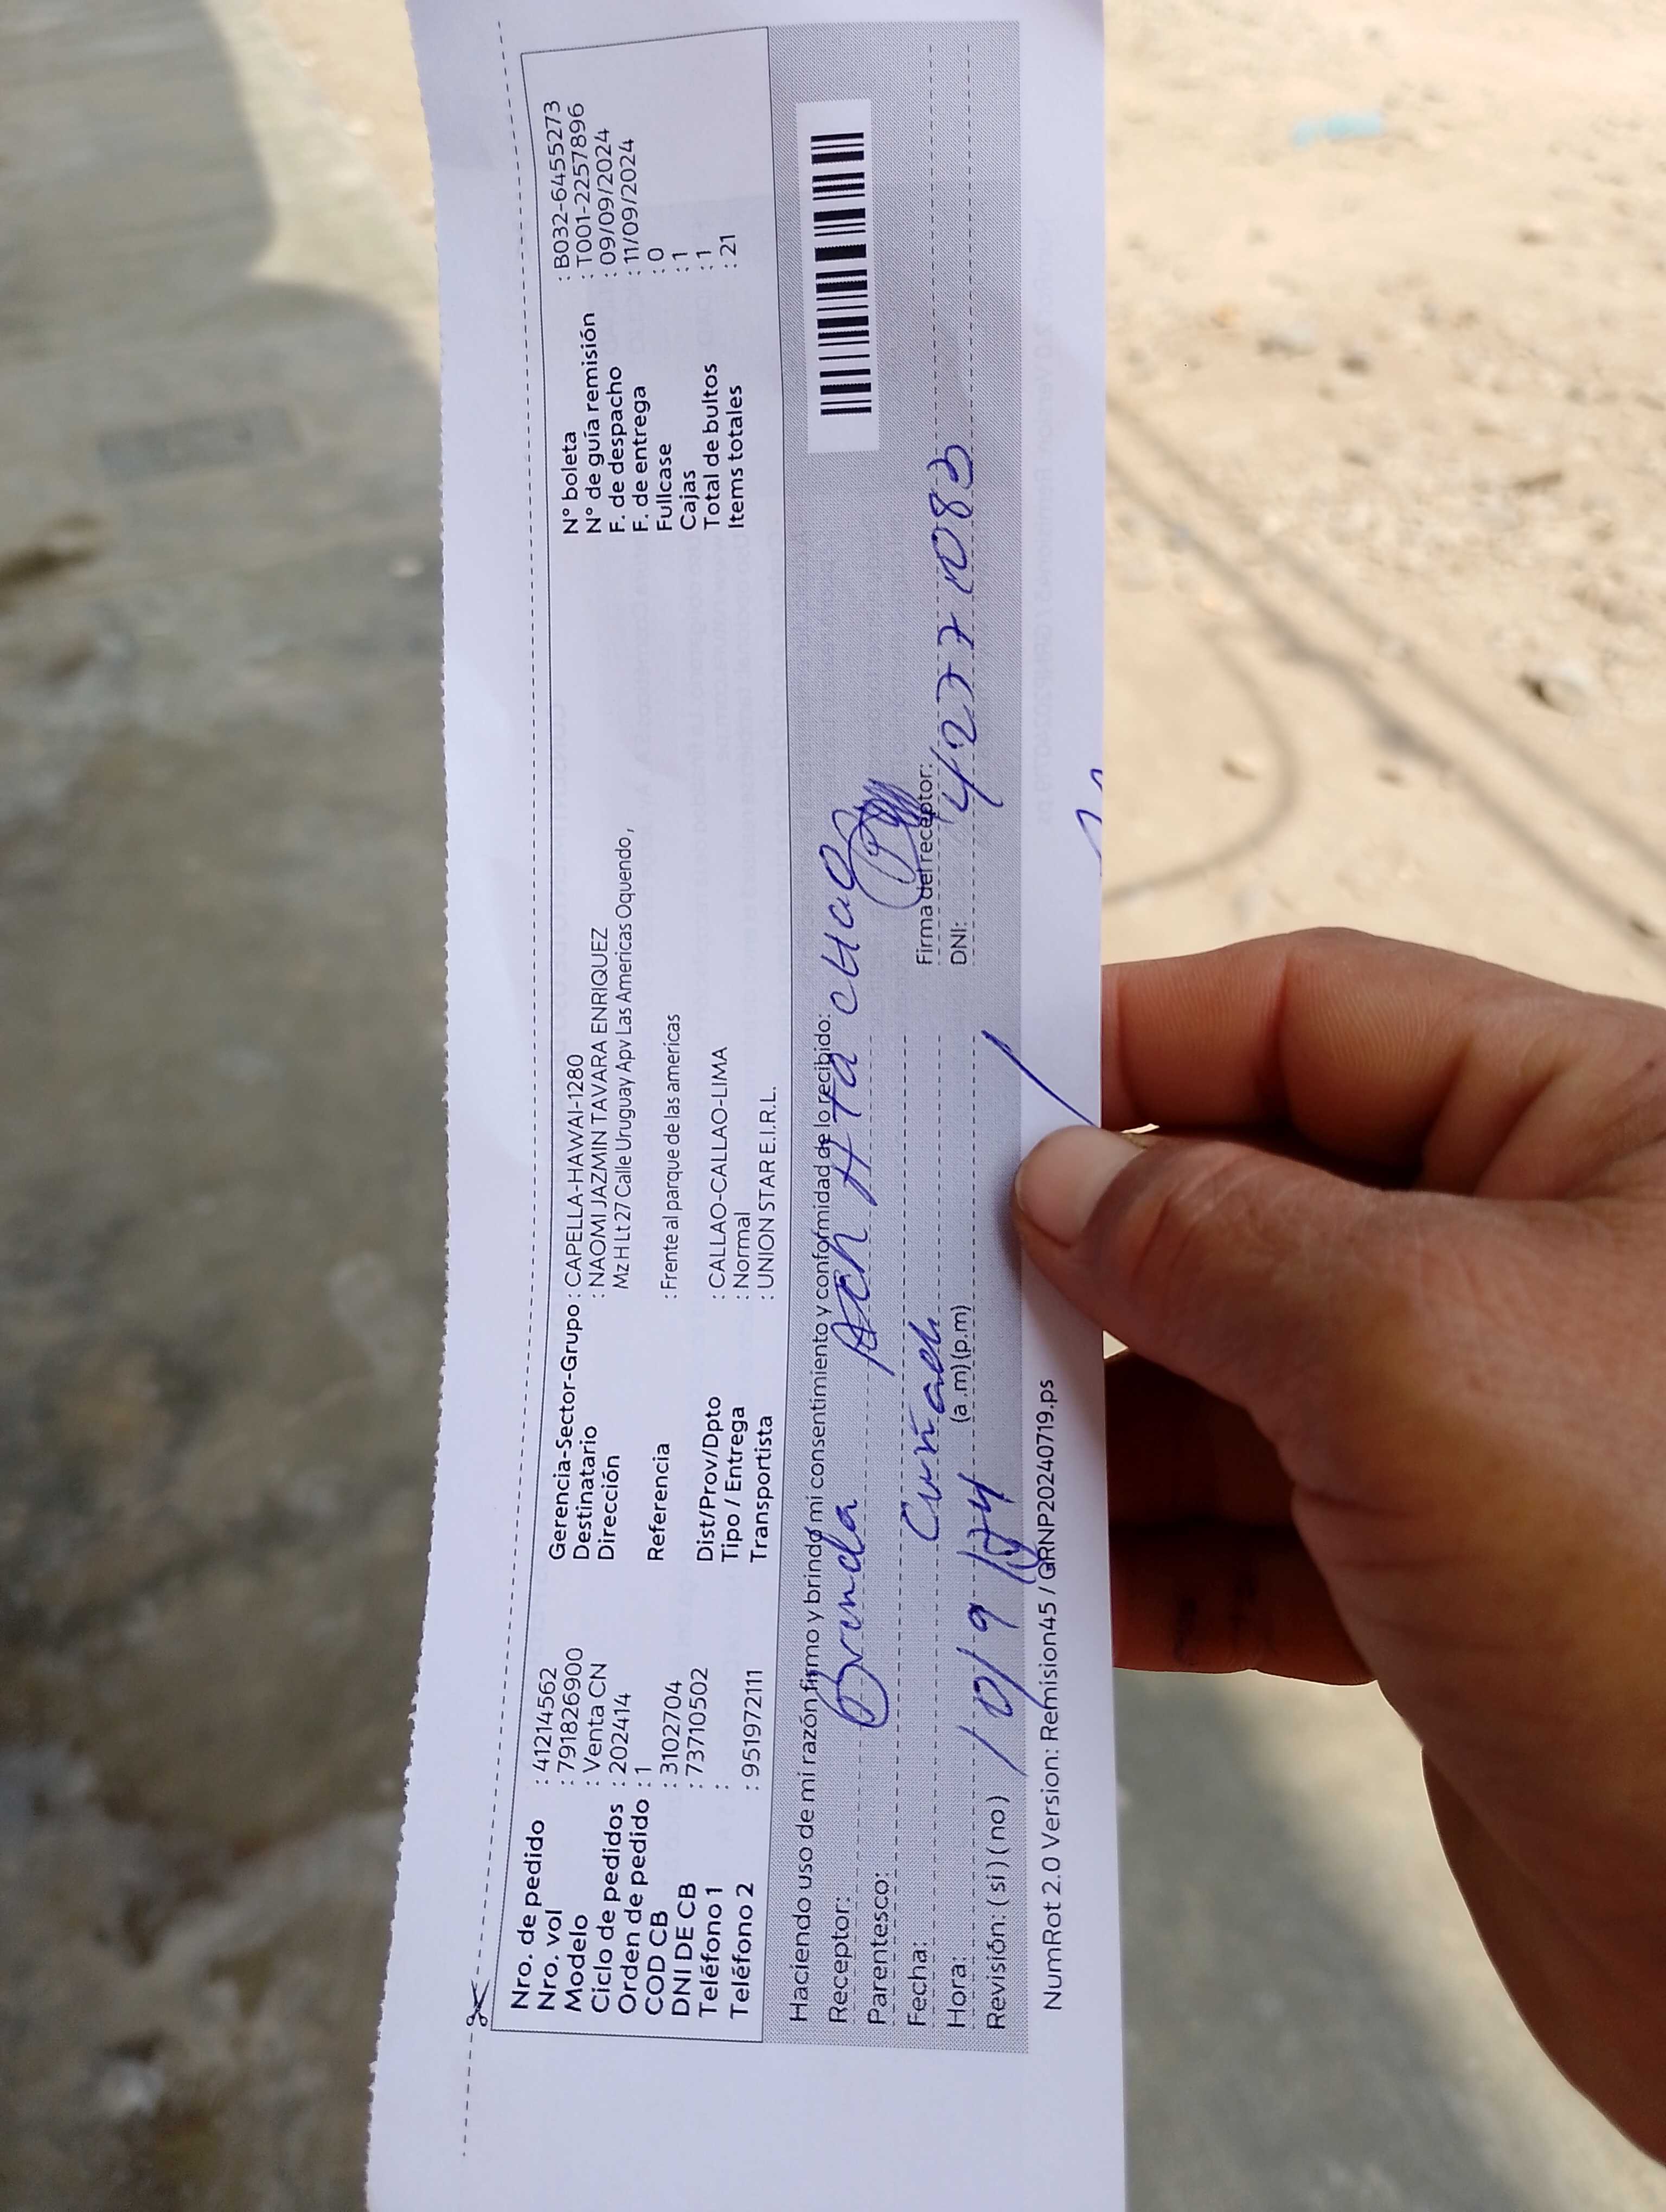 Nro. de pedido : 41214562
Nro. vol : 791826900
Modelo : Venta CN
Ciclo de pedidos : 202414
Orden de pedido : 1
COD CB : 3102704
DNI DE CB : 73710502
Teléfono 1 :
Teléfono 2 : 951972111
Gerencia-Sector-Grupo : CAPELLA-HAWAI-1280
Destinatario : NAOMI JAZMIN TAVARA ENRIQUEZ
Dirección Mz H Lt 27 Calle Uruguay Apv Las Americas Oquendo,
Referencia : Frente al parque de las americas
Dist/Prov/Dpto : CALLAO-CALLAO-LIMA
Tipo / Entrega : Normal
Transportista : UNION STAR E.I.R.L.
N° boleta : B032-6455273
N° de guía remisión : T001-2257896
F. de despacho : 09/09/2024
F. de entrega : 11/09/2024
Fullcase : 0
Cajas : 1
Total de bultos : 1
Items totales : 21
Haciendo uso de mi razón firmo y brindo mi consentimiento y conformidad de lo recibido:
Receptor: Brenda
Parentesco: Cuñada
Fecha: 10/9/24
Hora: (a.m) (p.m)
Revisión: ( si ) ( no )
Firma del receptor:
DNI: 42771083
NumRot 2.0 Version: Remision45 / GRNP20240719.ps